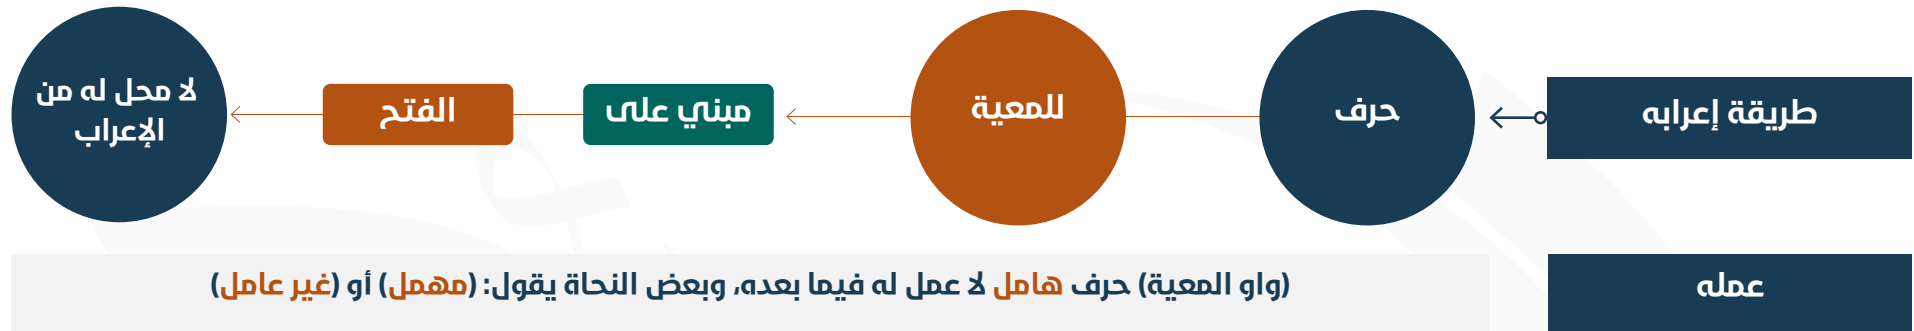 طريقة إعرابه
حرف
للمعية
مبني على
الفتح
لا محل له من
الإعراب
عمله
(واو المعية) حرف هامل لا عمل له فيما بعده، وبعض النحاة يقول: (مهمل) أو (غير عامل)